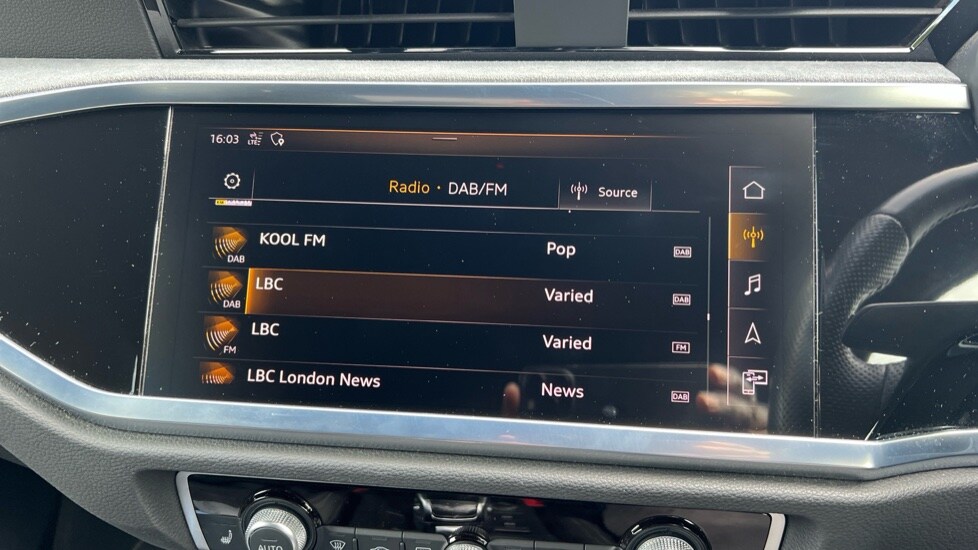 16:03 LTE
Radio · DAB/FM Source
DAB KOOL FM Pop DAB
DAB LBC Varied DAB
FM LBC Varied FM
LBC London News News DAB
AUTO